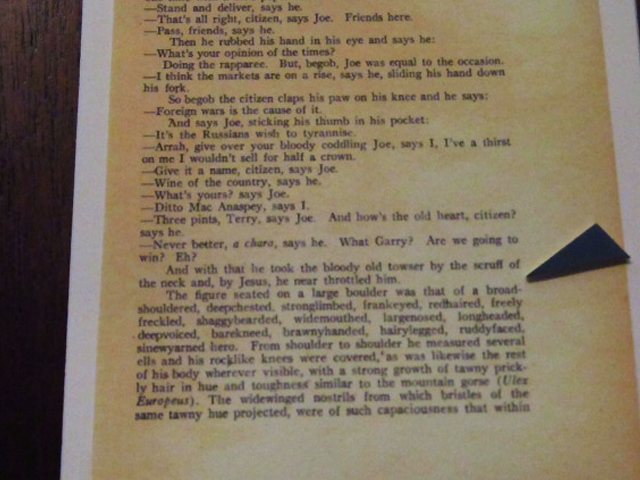 —Stand and deliver, says he.
—That's all right, citizen, says Joe. Friends here.
—Pass, friends, says he.
Then he rubbed his hand in his eye and says he:
—What's your opinion of the times?
Doing the rapparee. But, begob, Joe was equal to the occasion.
—I think the markets are on a rise, says he, sliding his hand down
his fork.
So begob the citizen claps his paw on his knee and he says:
—Foreign wars is the cause of it.
And says Joe, sticking his thumb in his pocket:
—It's the Russians wish to tyrannise.
—Arrah, give over your bloody coddling Joe, says I, I've a thirst
on me I wouldn't sell for half a crown.
—Give it a name, citizen, says Joe.
—Wine of the country, says he.
—What's yours? says Joe.
—Ditto Mac Anaspey, says I.
—Three pints, Terry, says Joe. And how's the old heart, citizen?
says he.
—Never better, a chara, says he. What Garry? Are we going to
win? Eh?
And with that he took the bloody old towser by the scruff of
the neck and, by Jesus, he near throttled him.
The figure seated on a large boulder was that of a broad-
shouldered, deepchested, stronglimbed, frankeyed, redhaired, freely
freckled, shaggybearded, widemouthed, largenosed, longheaded,
deepvoiced, barekneed, brawnyhanded, hairylegged, ruddyfaced,
sinewyarmed hero. From shoulder to shoulder he measured several
ells and his rocklike knees were covered, as was likewise the rest
of his body wherever visible, with a strong growth of tawny prick-
ly hair in hue and toughness similar to the mountain gorse (Ulex
Europeus). The widewinged nostrils from which bristles of the
same tawny hue projected, were of such capaciousness that within